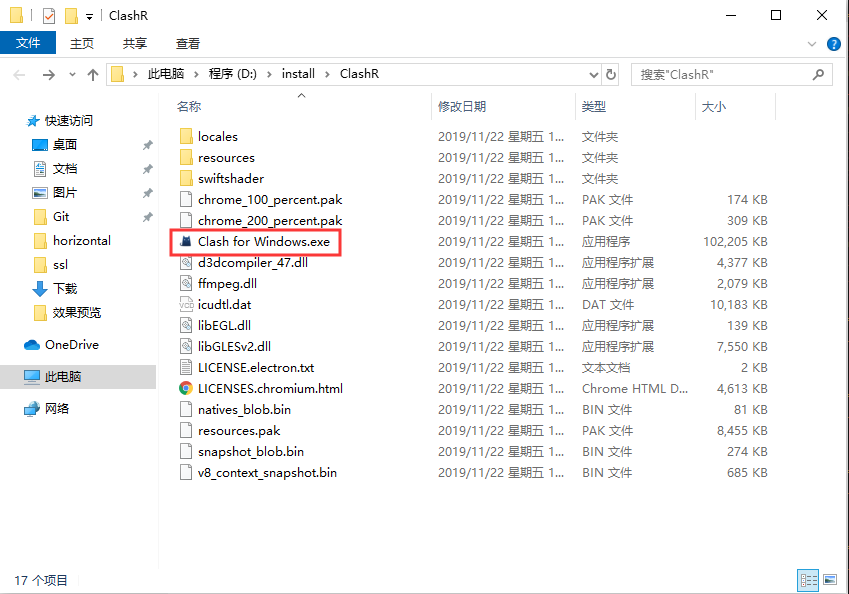 ClashR
文件 主页 共享 查看
此电脑 程序 (D:) install ClashR 搜索"ClashR"
名称 修改日期 类型 大小
快速访问
桌面
文档
图片
Git
horizontal
ssl
下载
效果预览
OneDrive
此电脑
网络
locales 2019/11/22 星期五 1... 文件夹
resources 2019/11/22 星期五 1... 文件夹
swiftshader 2019/11/22 星期五 1... 文件夹
chrome_100_percent.pak 2019/11/22 星期五 1... PAK 文件 174 KB
chrome_200_percent.pak 2019/11/22 星期五 1... PAK 文件 309 KB
Clash for Windows.exe 2019/11/22 星期五 1... 应用程序 102,205 KB
d3dcompiler_47.dll 2019/11/22 星期五 1... 应用程序扩展 4,377 KB
ffmpeg.dll 2019/11/22 星期五 1... 应用程序扩展 2,079 KB
icudtl.dat 2019/11/22 星期五 1... DAT 文件 10,183 KB
libEGL.dll 2019/11/22 星期五 1... 应用程序扩展 139 KB
libGLESv2.dll 2019/11/22 星期五 1... 应用程序扩展 7,550 KB
LICENSE.electron.txt 2019/11/22 星期五 1... 文本文档 2 KB
LICENSES.chromium.html 2019/11/22 星期五 1... Chrome HTML D... 4,613 KB
natives_blob.bin 2019/11/22 星期五 1... BIN 文件 81 KB
resources.pak 2019/11/22 星期五 1... PAK 文件 8,455 KB
snapshot_blob.bin 2019/11/22 星期五 1... BIN 文件 274 KB
v8_context_snapshot.bin 2019/11/22 星期五 1... BIN 文件 685 KB
17 个项目